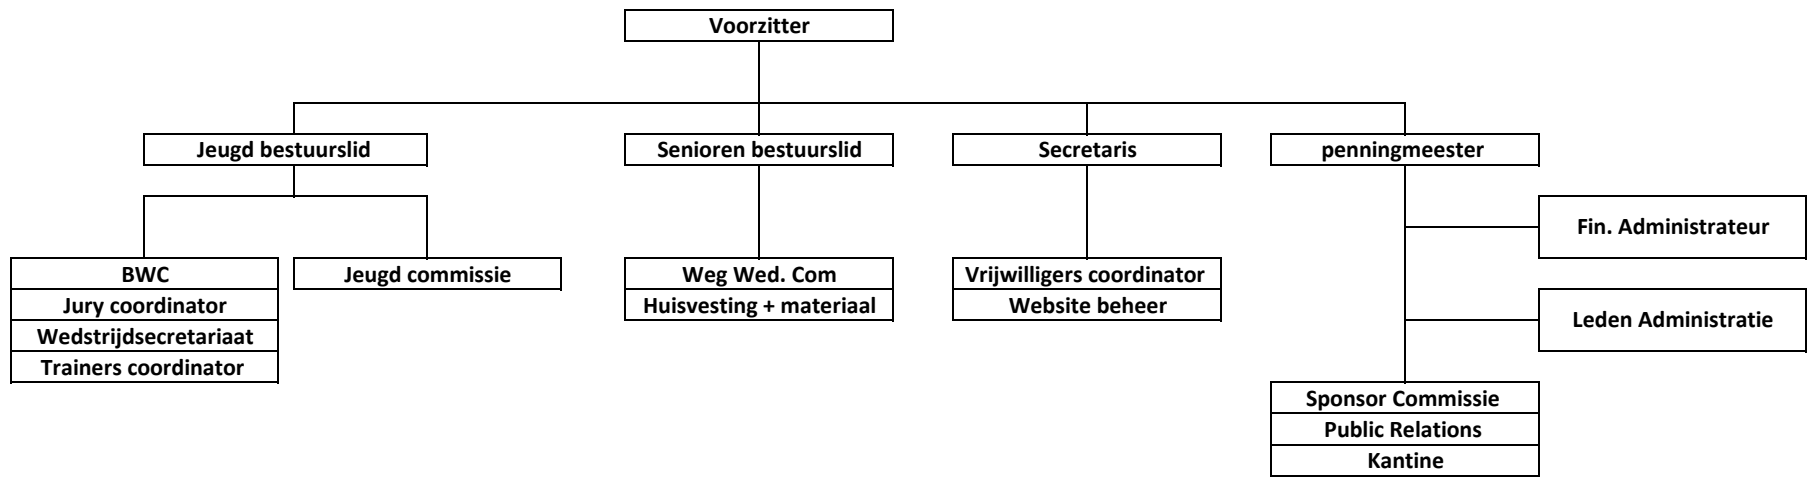 Voorzitter
Jeugd bestuurslid
Senioren bestuurslid
Secretaris
penningmeester
Fin. Administrateur
BWC
Jury coordinator
Wedstrijdsecretariaat
Trainers coordinator
Jeugd commissie
Weg Wed. Com
Huisvesting + materiaal
Vrijwilligers coordinator
Website beheer
Leden Administratie
Sponsor Commissie
Public Relations
Kantine